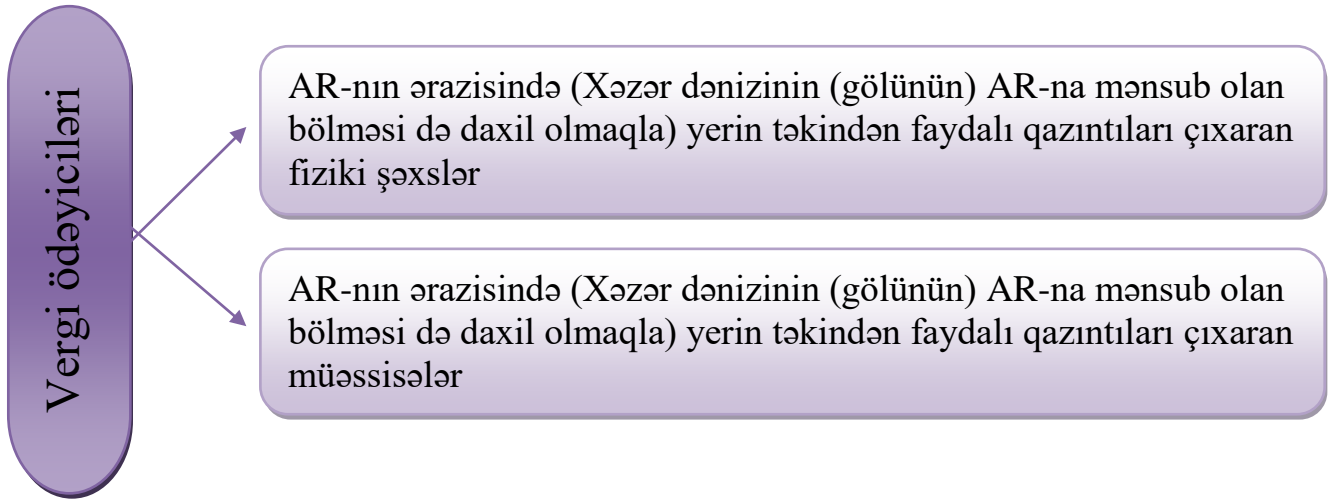 Vergi ödəyiciləri
AR-nın ərazisində (Xəzər dənizinin (gölünün) AR-na mənsub olan
bölməsi də daxil olmaqla) yerin təkindən faydalı qazıntıları çıxaran
fiziki şəxslər
AR-nın ərazisində (Xəzər dənizinin (gölünün) AR-na mənsub olan
bölməsi də daxil olmaqla) yerin təkindən faydalı qazıntıları çıxaran
müəssisələr